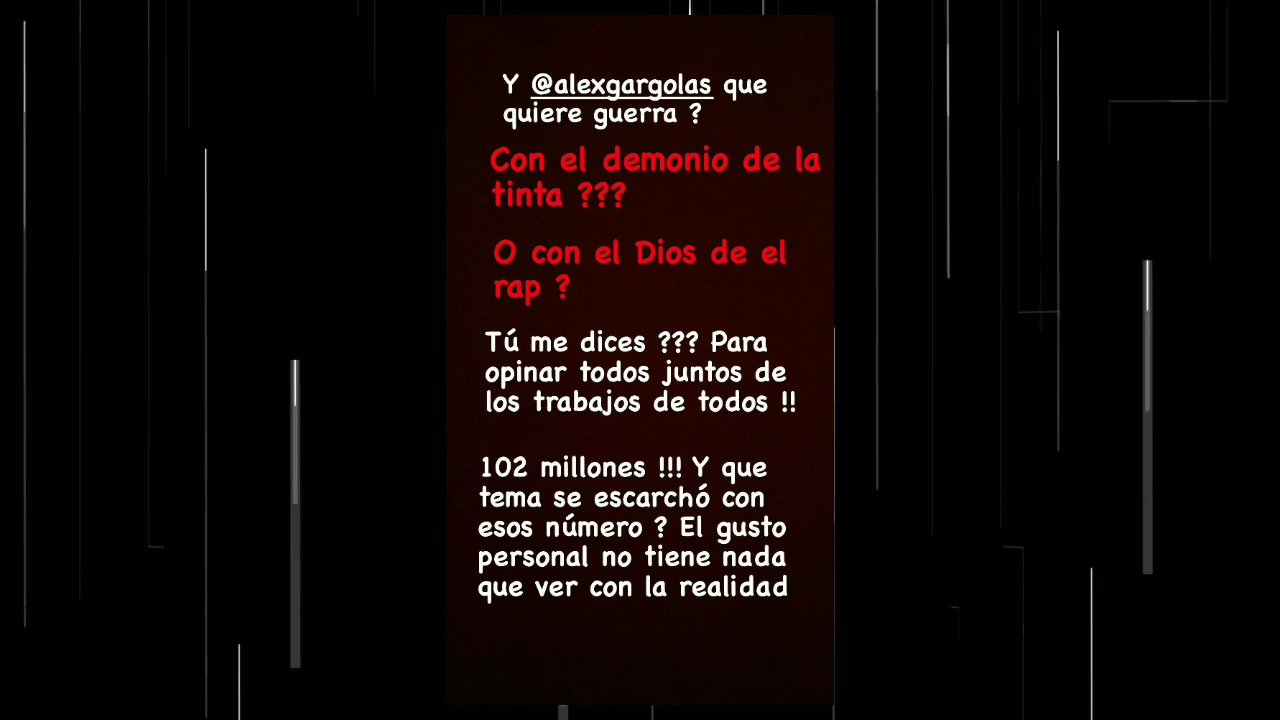 Y @alexgargolas que
quiere guerra ?
Con el demonio de la
tinta ???
O con el Dios de el
rap ?
Tú me dices ??? Para
opinar todos juntos de
los trabajos de todos !!
102 millones !!! Y que
tema se escarchó con
esos número ? El gusto
personal no tiene nada
que ver con la realidad